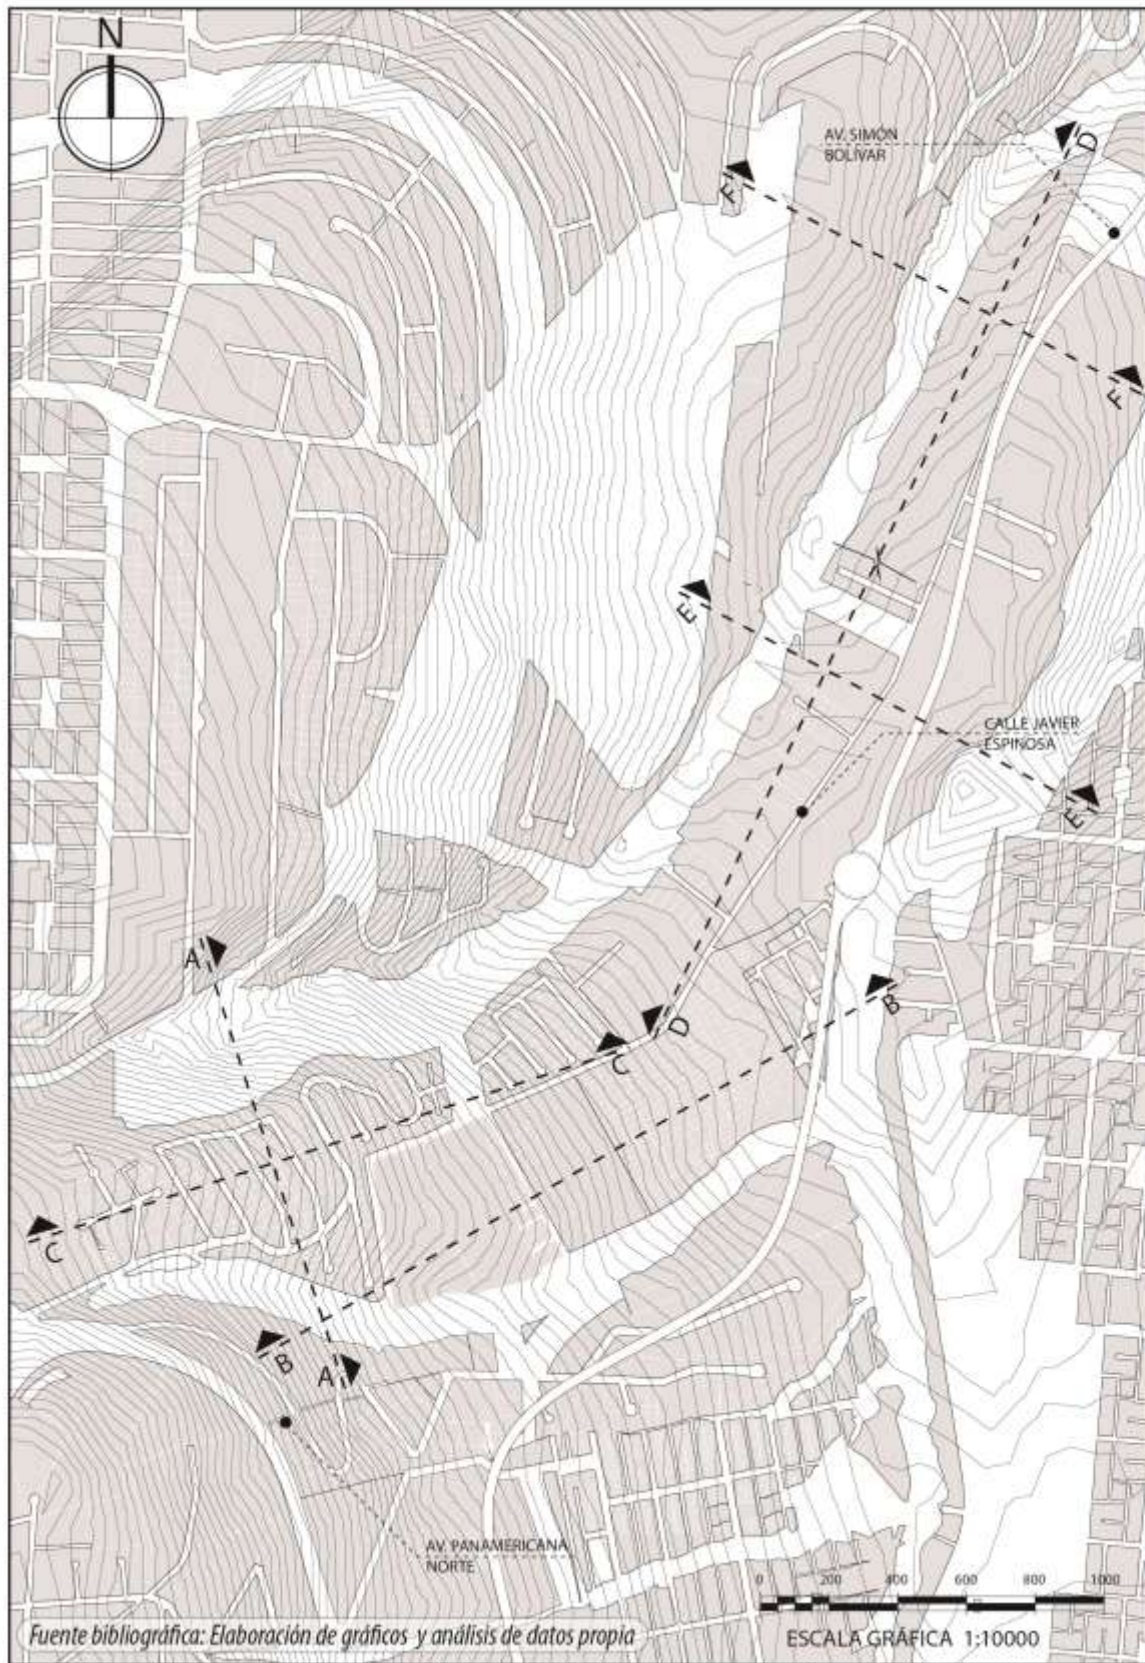 N
AV. SIMÓN
BOLÍVAR
D
F
F
E
CALLE JAVIER
ESPINOSA
E
A
B
D
C
C
B
A
AV. PANAMERICANA
NORTE
0 200 400 600 800 1000
Fuente bibliográfica: Elaboración de gráficos y análisis de datos propia
ESCALA GRÁFICA 1:10000